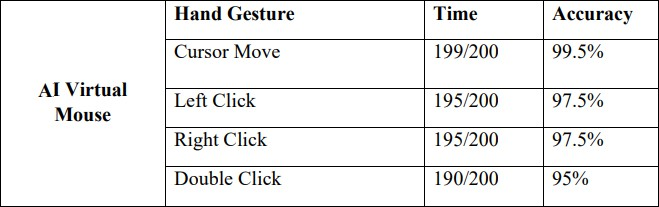 AI Virtual
Mouse
Hand Gesture Time Accuracy
Cursor Move 199/200 99.5%
Left Click 195/200 97.5%
Right Click 195/200 97.5%
Double Click 190/200 95%